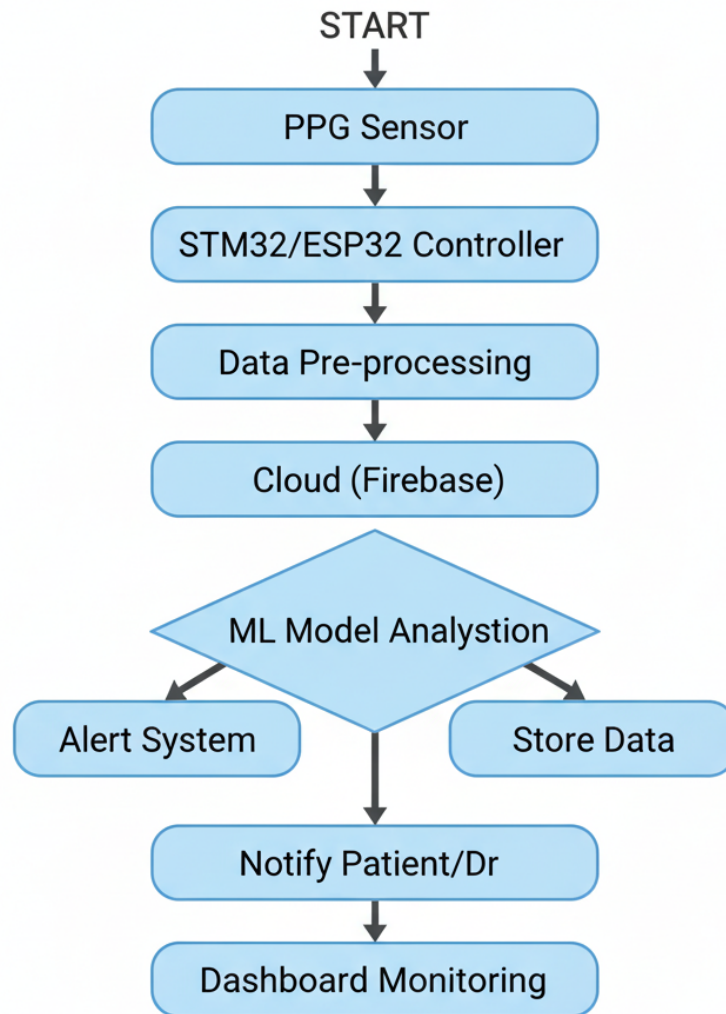 START
PPG Sensor
STM32/ESP32 Controller
Data Pre-processing
Cloud (Firebase)
ML Model Analystion
Alert System
Store Data
Notify Patient/Dr
Dashboard Monitoring